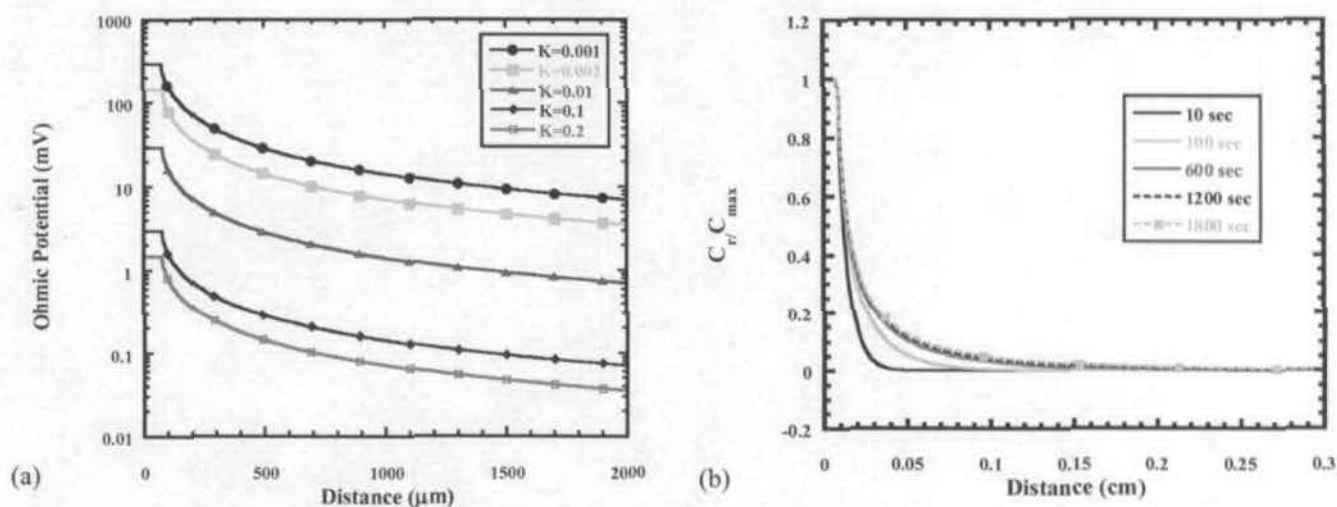 1000
100
10
1
0.1
0.01
Ohmic Potential (mV)
K=0.001
K=0.002
K=0.01
K=0.1
K=0.2
0
500
1000
1500
2000
Distance (μm)
(a)
1.2
1
0.8
0.6
0.4
0.2
0
-0.2
C_r/C_max
10 sec
100 sec
600 sec
1200 sec
1800 sec
0
0.05
0.1
0.15
0.2
0.25
0.3
Distance (cm)
(b)